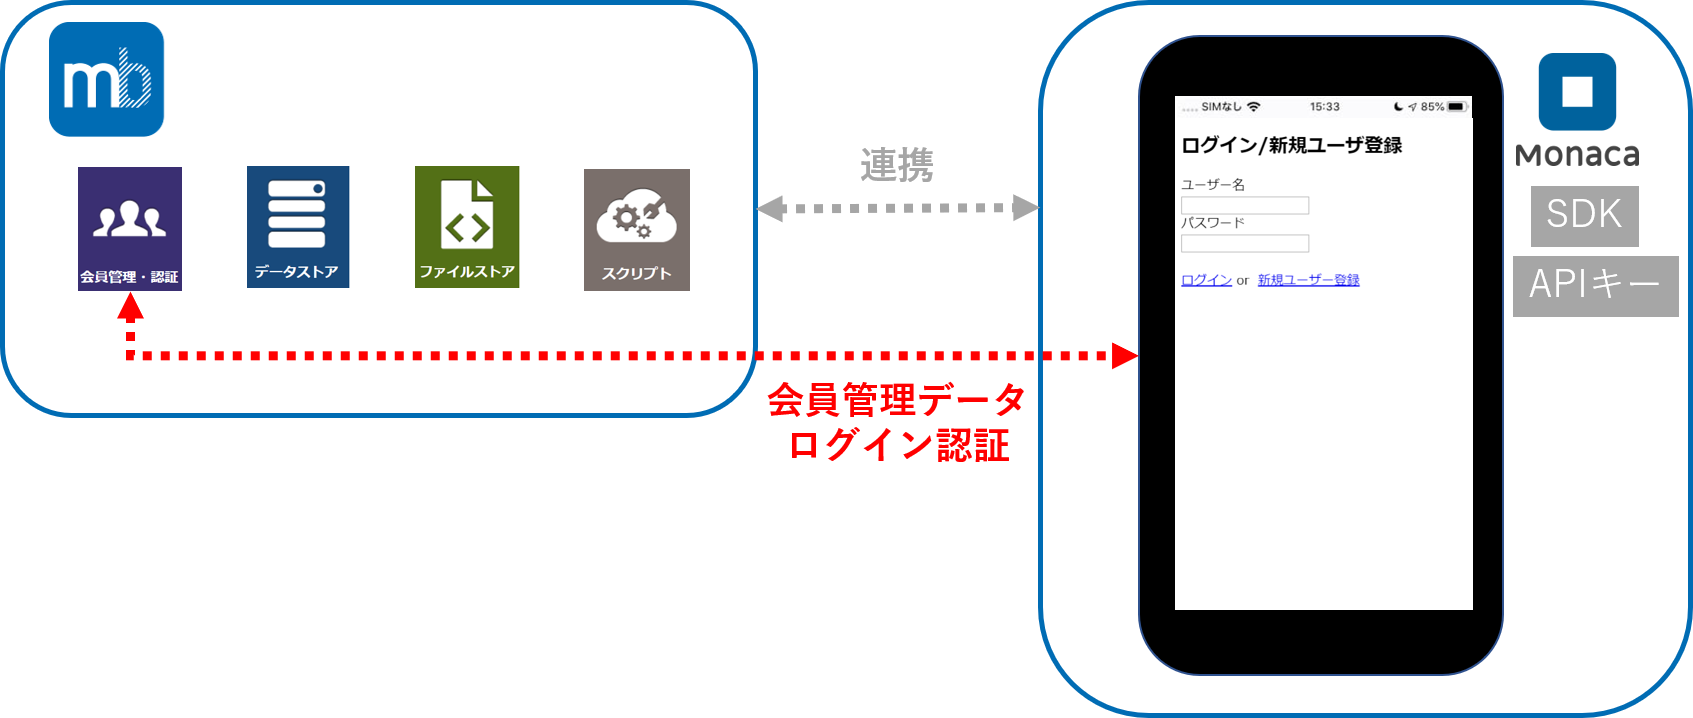 mb
会員管理・認証
データストア
ファイルストア
スクリプト
連携
会員管理データ
ログイン認証
SIMなし 15:33 85%
ログイン/新規ユーザ登録
ユーザー名
パスワード
ログイン or 新規ユーザー登録
Monaca
SDK
APIキー